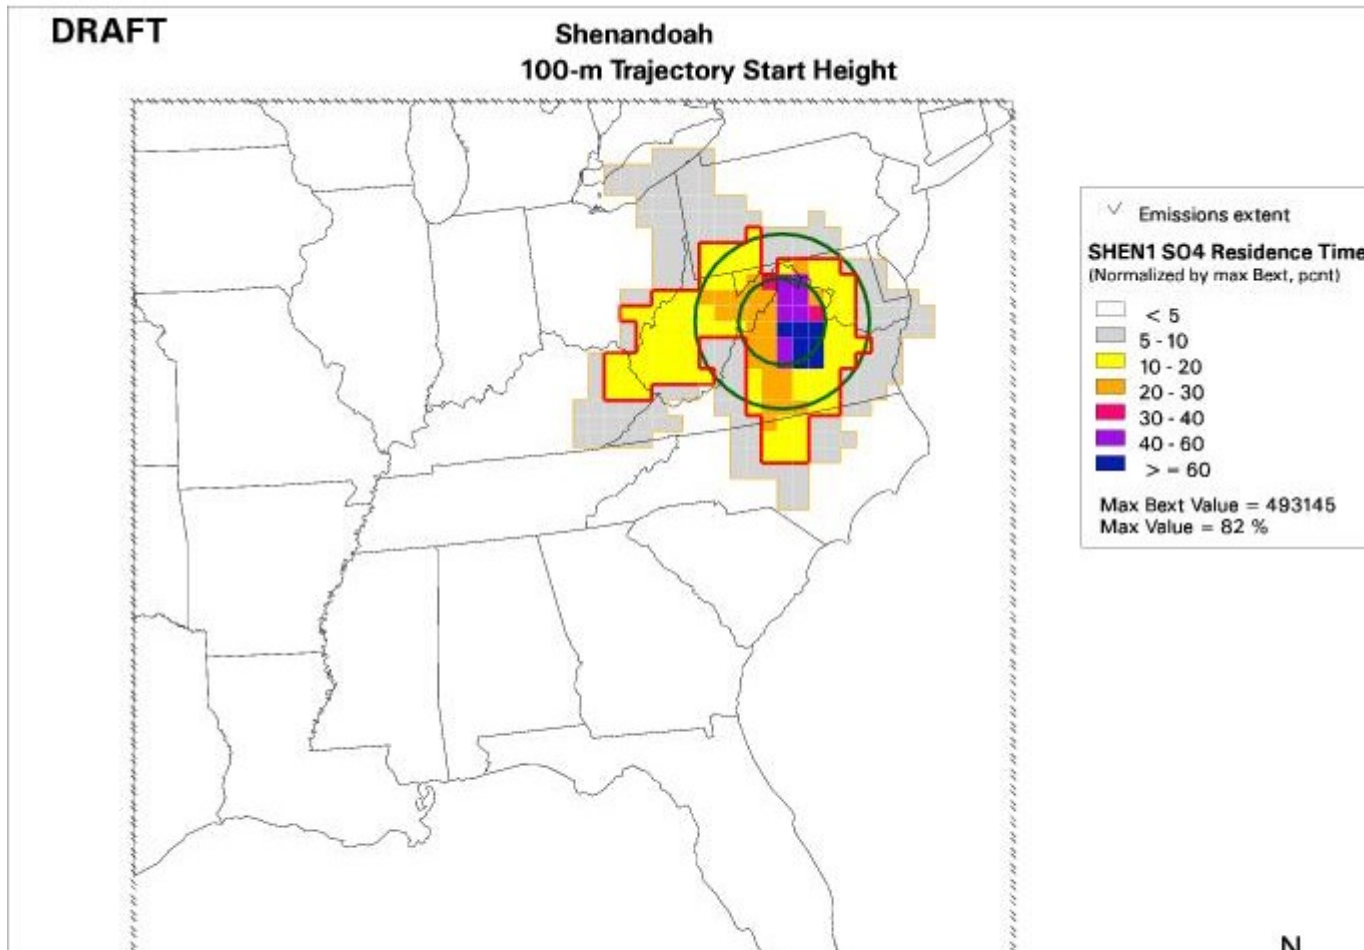 DRAFT
Shenandoah
100-m Trajectory Start Height
Emissions extent
SHEN1 SO4 Residence Time
(Normalized by max Bext, pcnt)
< 5
5 - 10
10 - 20
20 - 30
30 - 40
40 - 60
> = 60
Max Bext Value = 493145
Max Value = 82 %
N